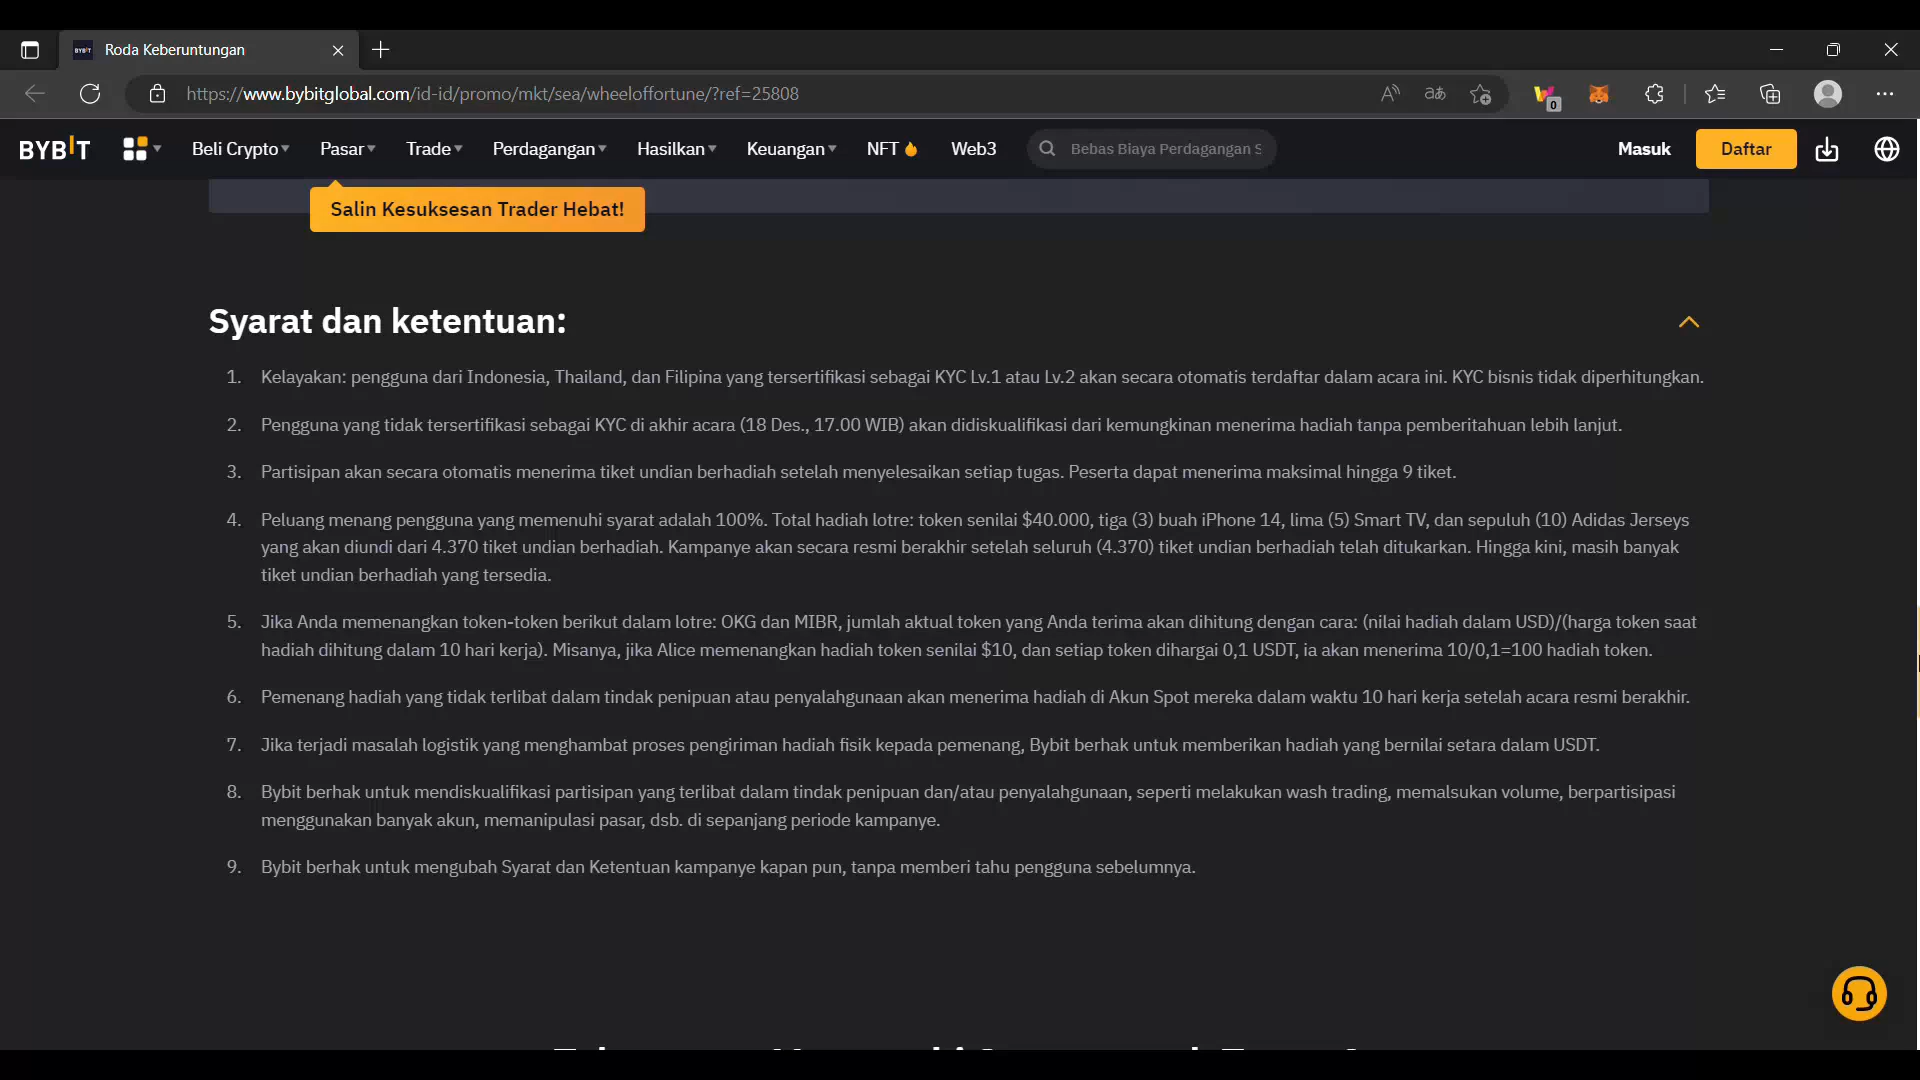 BYBIT Roda Keberuntungan
https://www.bybitglobal.com/id-id/promo/mkt/sea/wheeloffortune/?ref=25808
aあ
0
BYBIT Beli Crypto Pasar Trade Perdagangan Hasilkan Keuangan NFT Web3 Bebas Biaya Perdagangan S Masuk Daftar
Salin Kesuksesan Trader Hebat!
Syarat dan ketentuan:
1. Kelayakan: pengguna dari Indonesia, Thailand, dan Filipina yang tersertifikasi sebagai KYC Lv.1 atau Lv.2 akan secara otomatis terdaftar dalam acara ini. KYC bisnis tidak diperhitungkan.
2. Pengguna yang tidak tersertifikasi sebagai KYC di akhir acara (18 Des., 17.00 WIB) akan didiskualifikasi dari kemungkinan menerima hadiah tanpa pemberitahuan lebih lanjut.
3. Partisipan akan secara otomatis menerima tiket undian berhadiah setelah menyelesaikan setiap tugas. Peserta dapat menerima maksimal hingga 9 tiket.
4. Peluang menang pengguna yang memenuhi syarat adalah 100%. Total hadiah lotre: token senilai $40.000, tiga (3) buah iPhone 14, lima (5) Smart TV, dan sepuluh (10) Adidas Jerseys
yang akan diundi dari 4.370 tiket undian berhadiah. Kampanye akan secara resmi berakhir setelah seluruh (4.370) tiket undian berhadiah telah ditukarkan. Hingga kini, masih banyak
tiket undian berhadiah yang tersedia.
5. Jika Anda memenangkan token-token berikut dalam lotre: OKG dan MIBR, jumlah aktual token yang Anda terima akan dihitung dengan cara: (nilai hadiah dalam USD)/(harga token saat
hadiah dihitung dalam 10 hari kerja). Misanya, jika Alice memenangkan hadiah token senilai $10, dan setiap token dihargai 0,1 USDT, ia akan menerima 10/0,1=100 hadiah token.
6. Pemenang hadiah yang tidak terlibat dalam tindak penipuan atau penyalahgunaan akan menerima hadiah di Akun Spot mereka dalam waktu 10 hari kerja setelah acara resmi berakhir.
7. Jika terjadi masalah logistik yang menghambat proses pengiriman hadiah fisik kepada pemenang, Bybit berhak untuk memberikan hadiah yang bernilai setara dalam USDT.
8. Bybit berhak untuk mendiskualifikasi partisipan yang terlibat dalam tindak penipuan dan/atau penyalahgunaan, seperti melakukan wash trading, memalsukan volume, berpartisipasi
menggunakan banyak akun, memanipulasi pasar, dsb. di sepanjang periode kampanye.
9. Bybit berhak untuk mengubah Syarat dan Ketentuan kampanye kapan pun, tanpa memberi tahu pengguna sebelumnya.